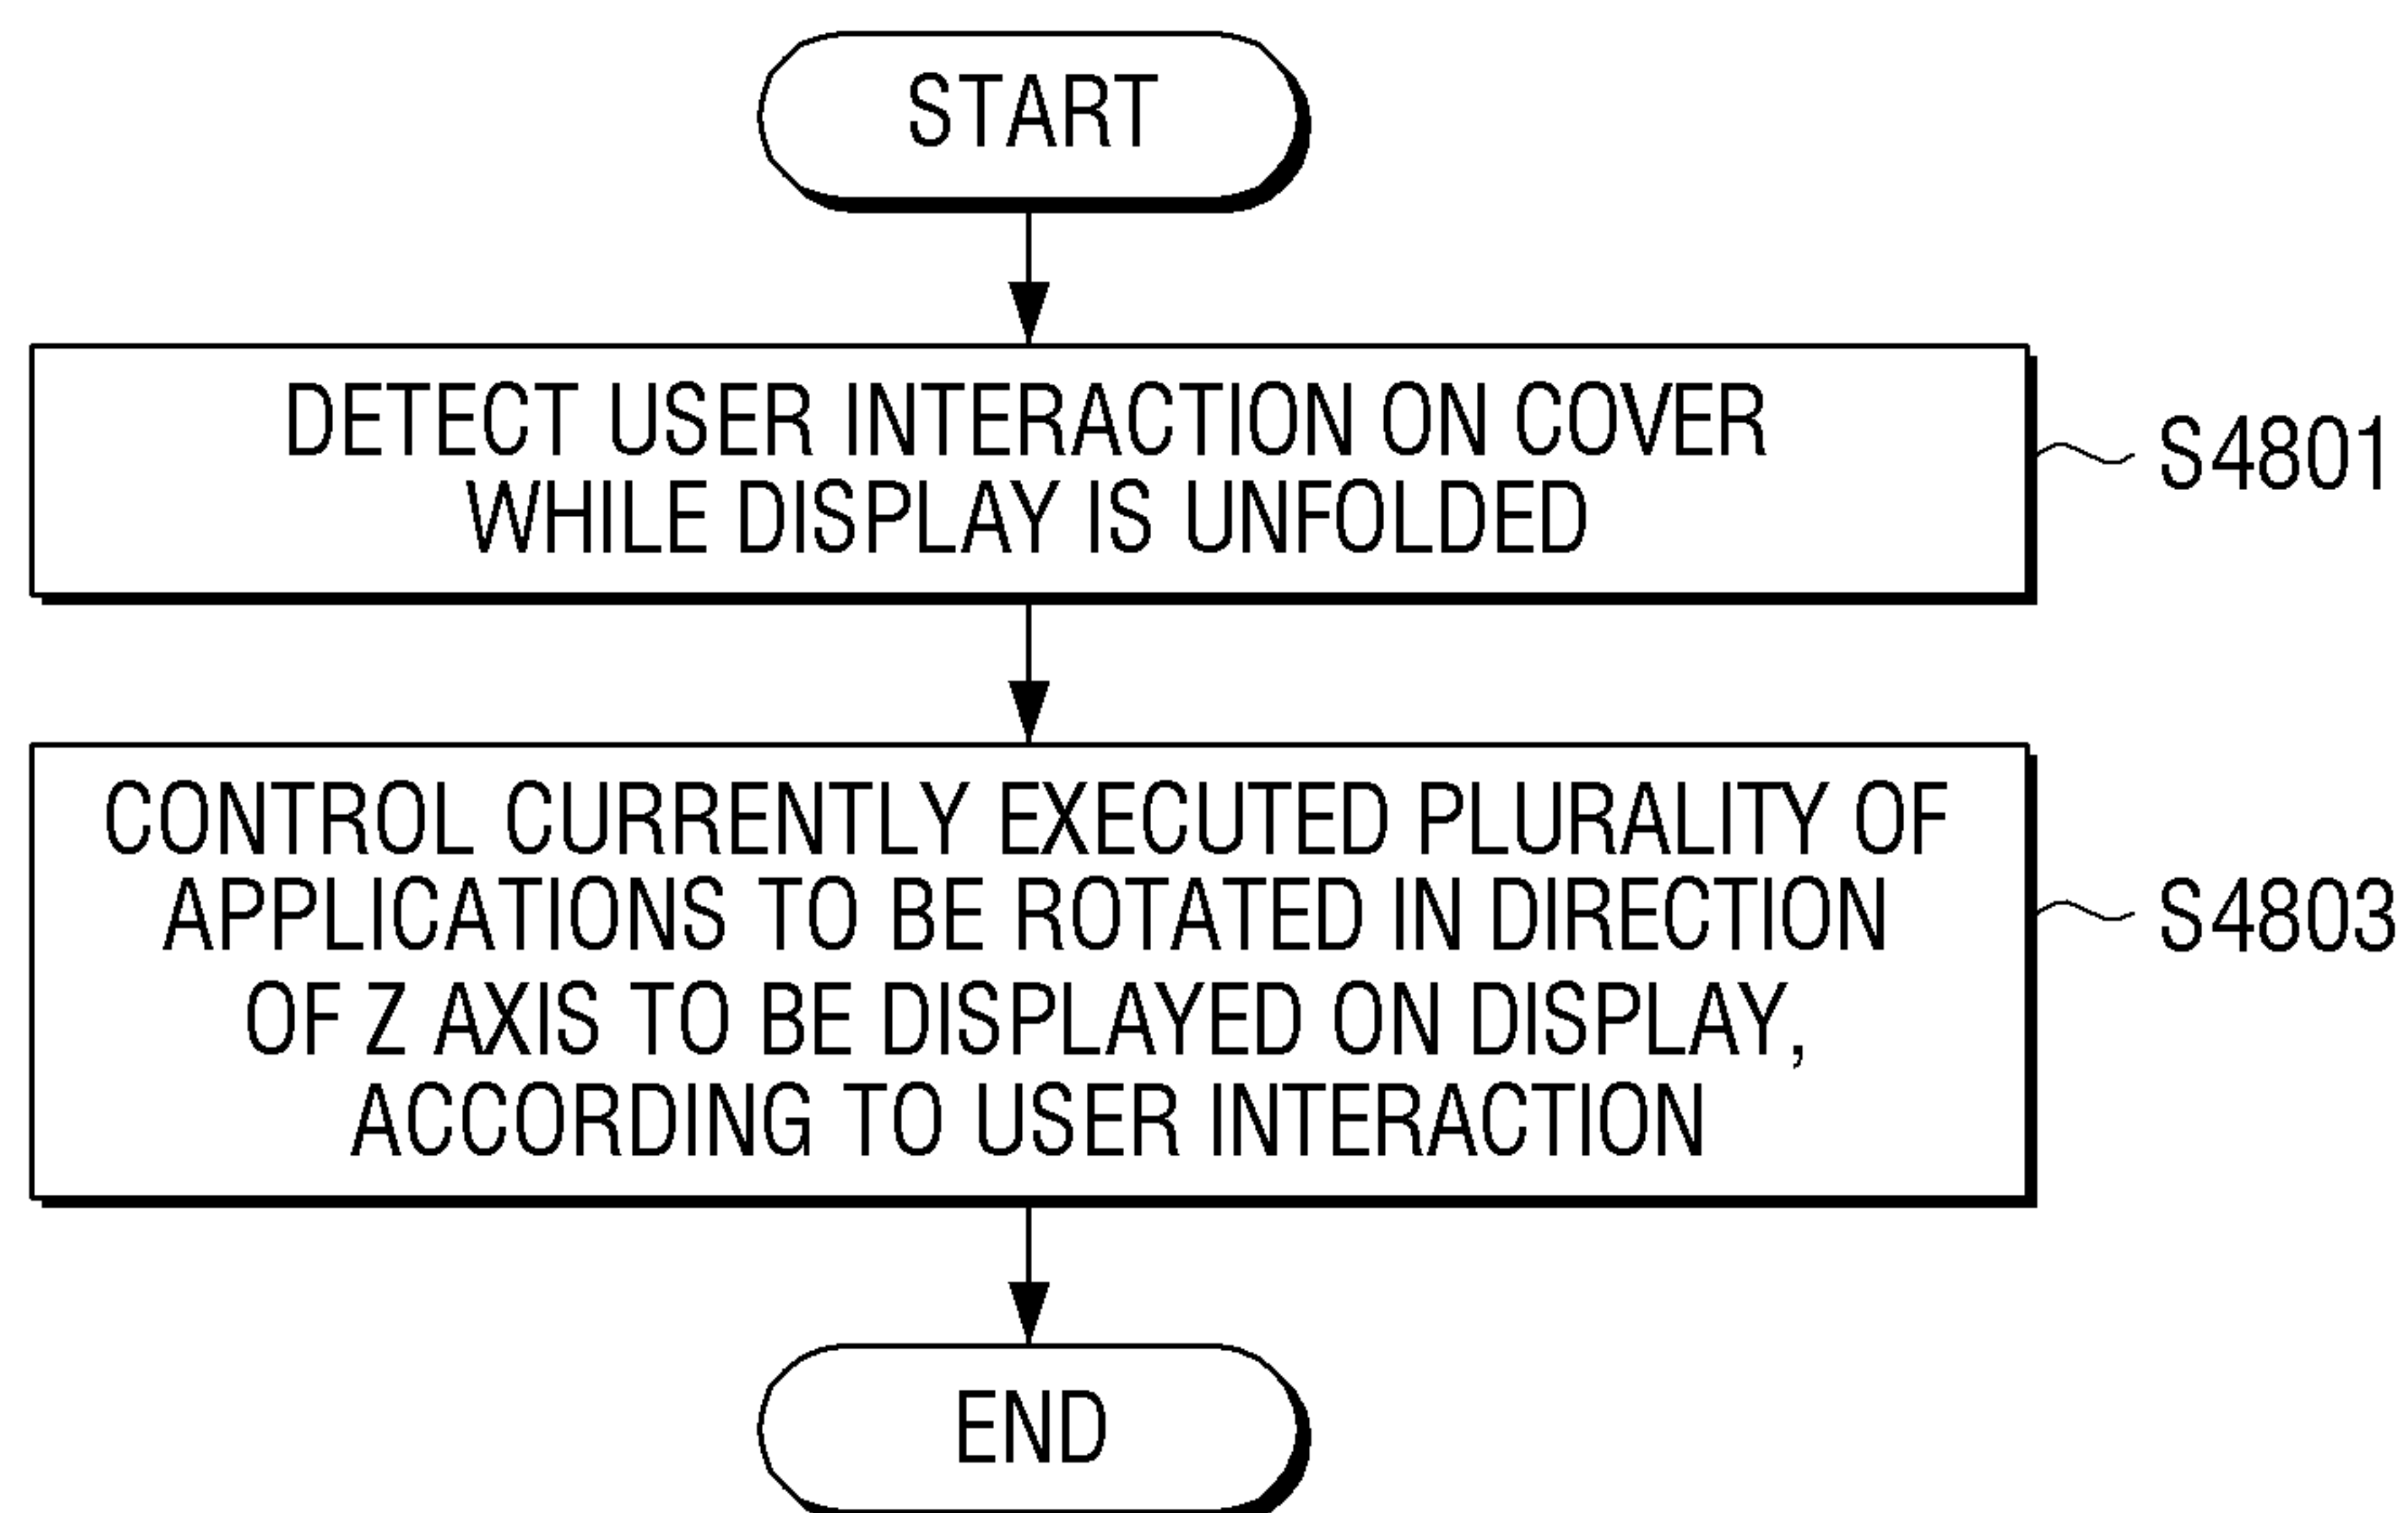 START
DETECT USER INTERACTION ON COVER
WHILE DISPLAY IS UNFOLDED
S4801
CONTROL CURRENTLY EXECUTED PLURALITY OF
APPLICATIONS TO BE ROTATED IN DIRECTION
OF Z AXIS TO BE DISPLAYED ON DISPLAY,
ACCORDING TO USER INTERACTION
S4803
END